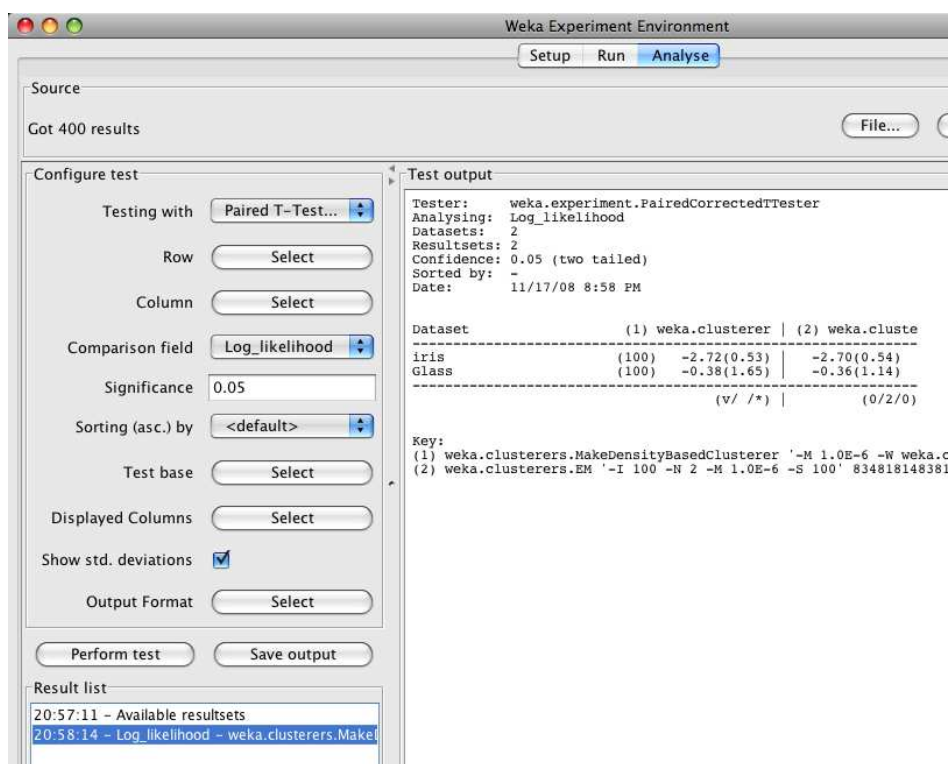 Weka Experiment Environment
Setup Run Analyse
Source
Got 400 results
File...
Configure test
Testing with Paired T-Test...
Row Select
Column Select
Comparison field Log_likelihood
Significance 0.05
Sorting (asc.) by <default>
Test base Select
Displayed Columns Select
Show std. deviations
Output Format Select
Perform test Save output
Result list
20:57:11 - Available resultsets
20:58:14 - Log_likelihood - weka.clusterers.Make
Test output
Tester: weka.experiment.PairedCorrectedTTester
Analysing: Log_likelihood
Datasets: 2
Resultsets: 2
Confidence: 0.05 (two tailed)
Sorted by: -
Date: 11/17/08 8:58 PM
Dataset (1) weka.clusterer | (2) weka.cluste
iris (100) -2.72(0.53) | -2.70(0.54)
Glass (100) -0.38(1.65) | -0.36(1.14)
(v/ /*) | (0/2/0)
Key:
(1) weka.clusterers.MakeDensityBasedClusterer '-M 1.0E-6 -W weka.c
(2) weka.clusterers.EM '-I 100 -N 2 -M 1.0E-6 -S 100' 834818148381